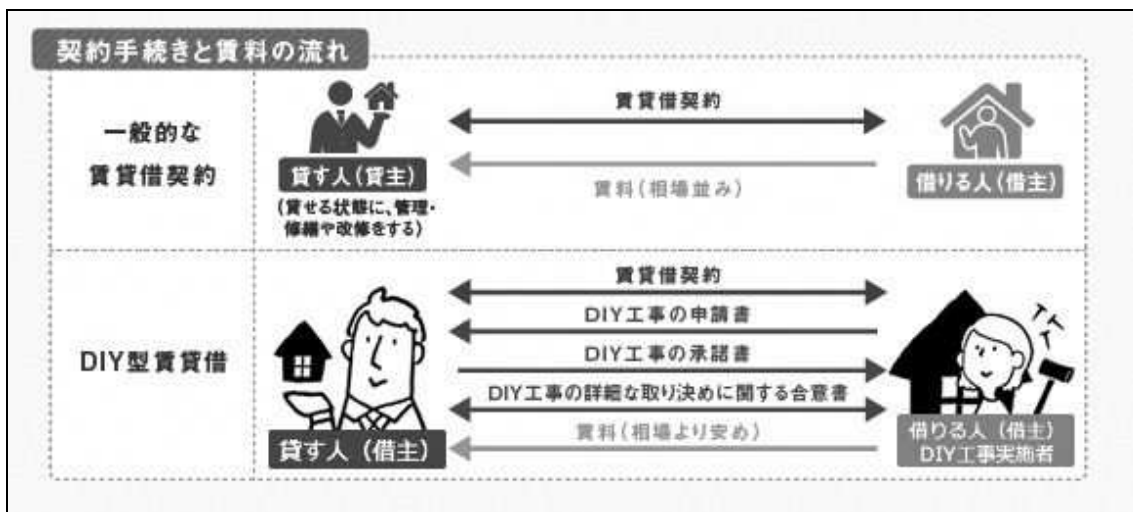 契約手続きと賃料の流れ
一般的な
賃貸借契約
貸す人(貸主)
(貸せる状態に、管理・
修繕や改修をする)
賃貸借契約
賃料(相場並み)
借りる人(借主)
DIY型賃貸借
貸す人(借主)
賃貸借契約
DIY工事の申請書
DIY工事の承諾書
DIY工事の詳細な取り決めに関する合意書
賃料(相場より安め)
借りる人(借主)
DIY工事実施者